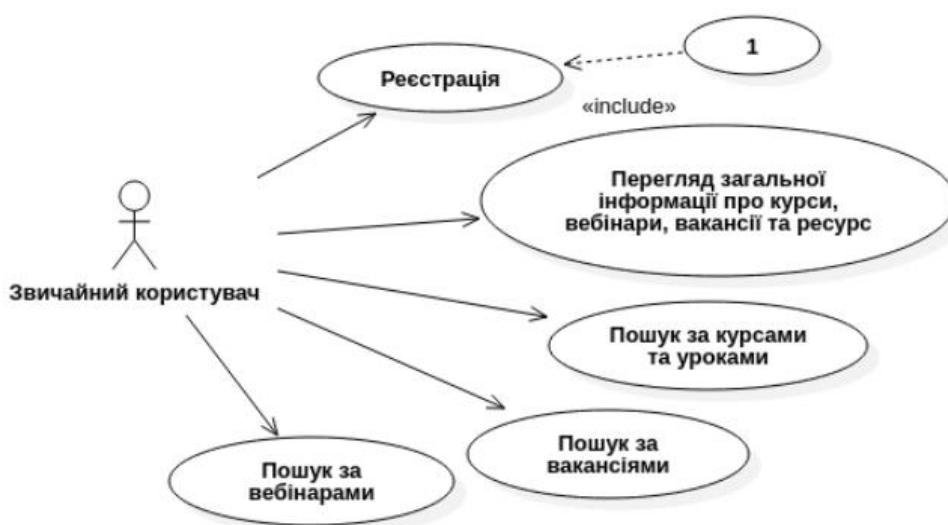 1
Реєстрація
«include»
Перегляд загальної
інформації про курси,
вебінари, вакансії та ресурс
Звичайний користувач
Пошук за курсами
та уроками
Пошук за
вакансіями
Пошук за
вебінарами